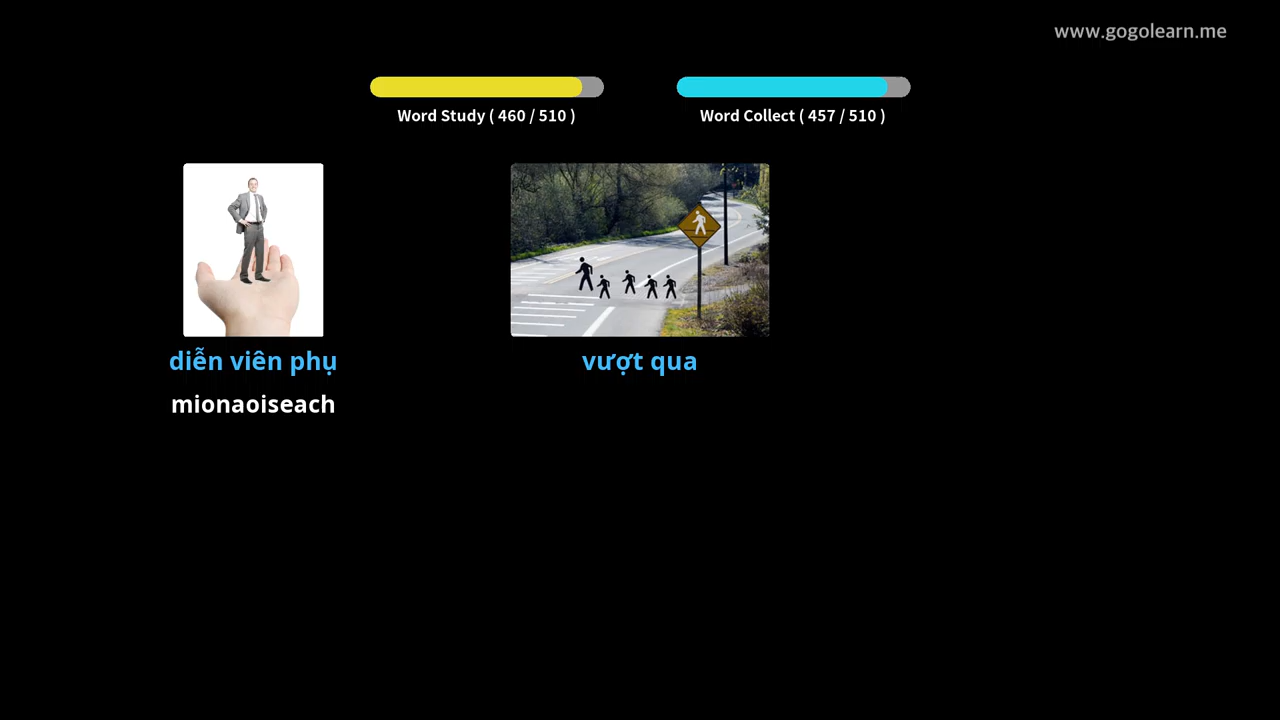 www.gogolearn.me
Word Study ( 460 / 510 )
Word Collect ( 457 / 510 )
diễn viên phụ
vượt qua
mionaoiseach